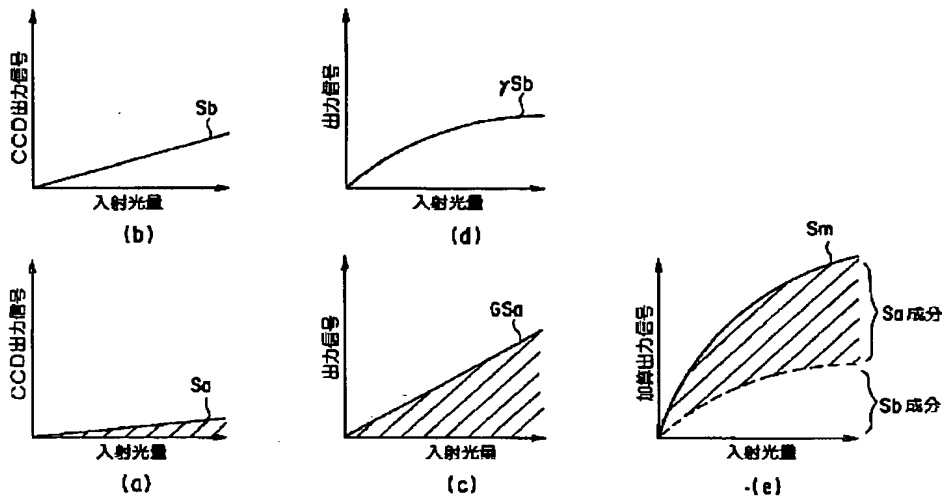 CCD出力信号
Sb
入射光量
(b)
出力信号
γSb
入射光量
(d)
CCD出力信号
Sa
入射光量
(a)
出力信号
GSa
入射光量
(c)
加算出力信号
Sm
Sa成分
Sb成分
入射光量
-(e)